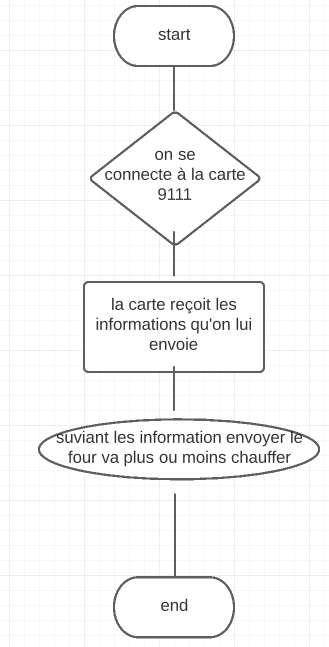 start
on se
connecte à la carte
9111
la carte reçoit les
informations qu'on lui
envoie
suviant les information envoyer le
four va plus ou moins chauffer
end